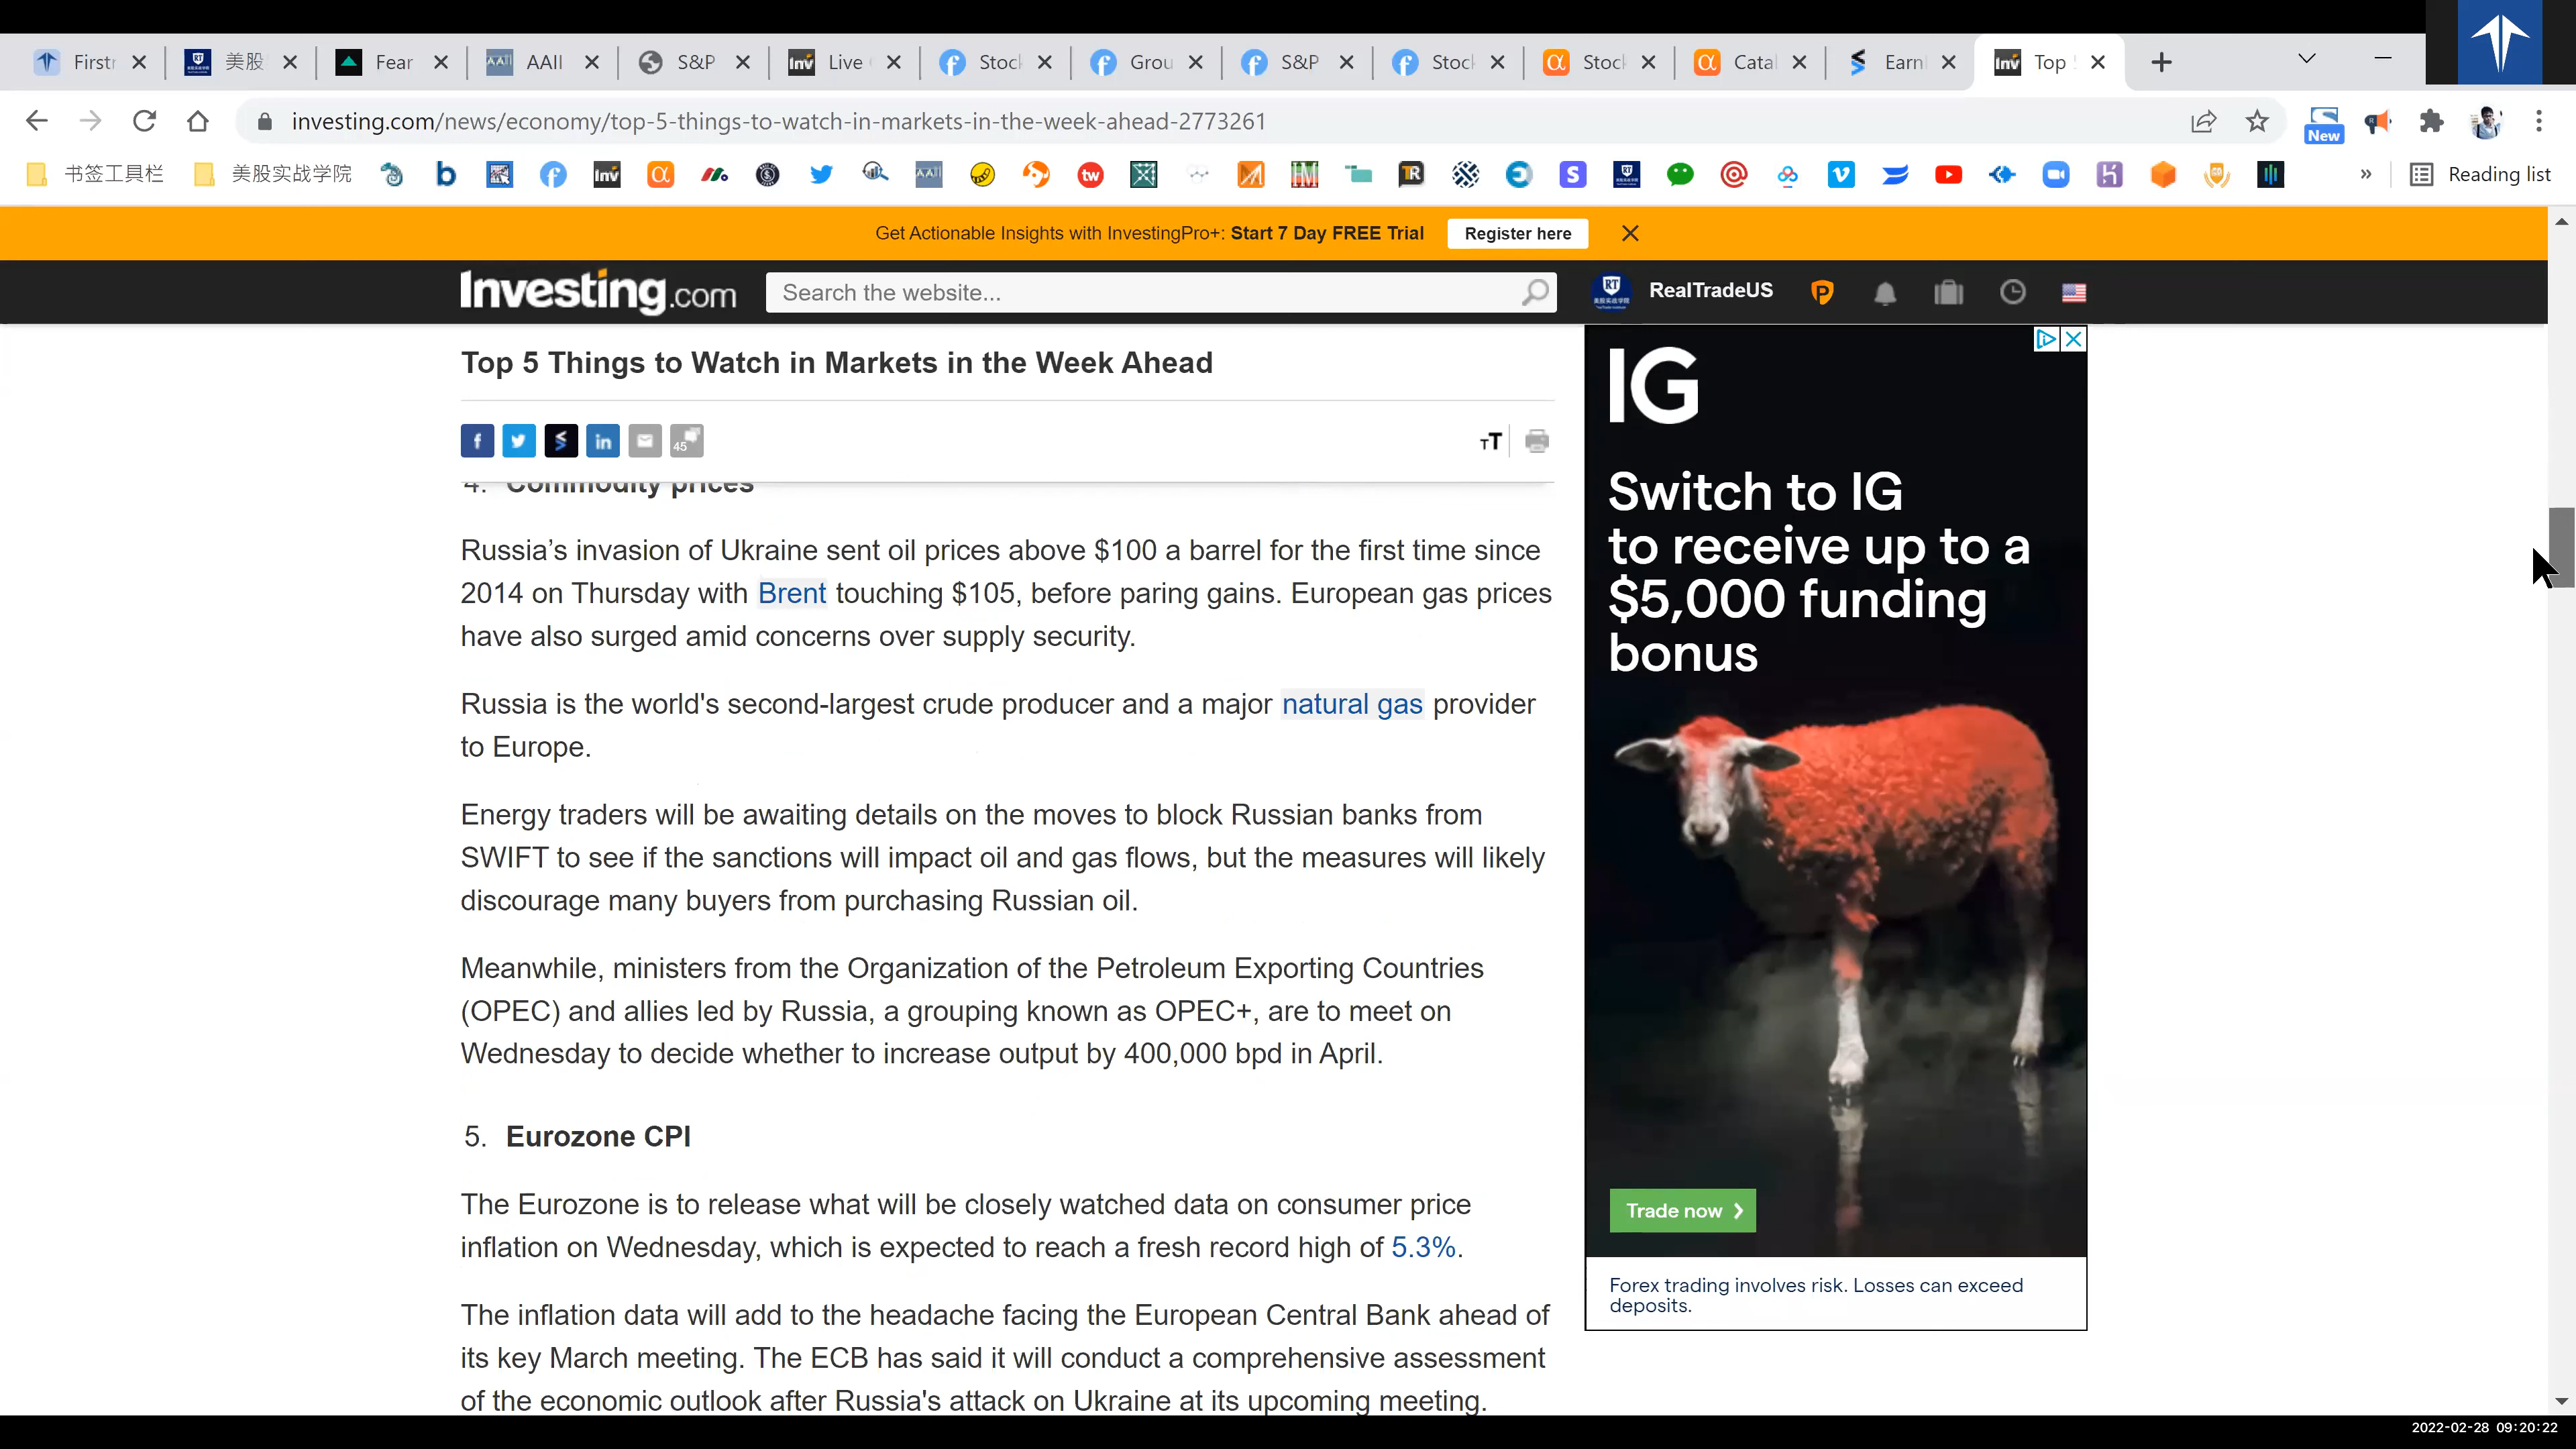 Firstr
美股
Fear
AAII
S&P
Live
Stock
Grou
S&P
Stock
Stock
Catal
Earn
Top
investing.com/news/economy/top-5-things-to-watch-in-markets-in-the-week-ahead-2773261
New
书签工具栏
美股实战学院
Reading list
Get Actionable Insights with InvestingPro+: Start 7 Day FREE Trial
Register here
Investing.com
Search the website...
RealTradeUS
Top 5 Things to Watch in Markets in the Week Ahead
45
TT
4. Commodity prices
Russia's invasion of Ukraine sent oil prices above $100 a barrel for the first time since
2014 on Thursday with Brent touching $105, before paring gains. European gas prices
have also surged amid concerns over supply security.
Russia is the world's second-largest crude producer and a major natural gas provider
to Europe.
Energy traders will be awaiting details on the moves to block Russian banks from
SWIFT to see if the sanctions will impact oil and gas flows, but the measures will likely
discourage many buyers from purchasing Russian oil.
Meanwhile, ministers from the Organization of the Petroleum Exporting Countries
(OPEC) and allies led by Russia, a grouping known as OPEC+, are to meet on
Wednesday to decide whether to increase output by 400,000 bpd in April.
5. Eurozone CPI
The Eurozone is to release what will be closely watched data on consumer price
inflation on Wednesday, which is expected to reach a fresh record high of 5.3%.
The inflation data will add to the headache facing the European Central Bank ahead of
its key March meeting. The ECB has said it will conduct a comprehensive assessment
of the economic outlook after Russia's attack on Ukraine at its upcoming meeting.
IG
Switch to IG
to receive up to a
$5,000 funding
bonus
Trade now
Forex trading involves risk. Losses can exceed
deposits.
2022-02-28 09:20:22